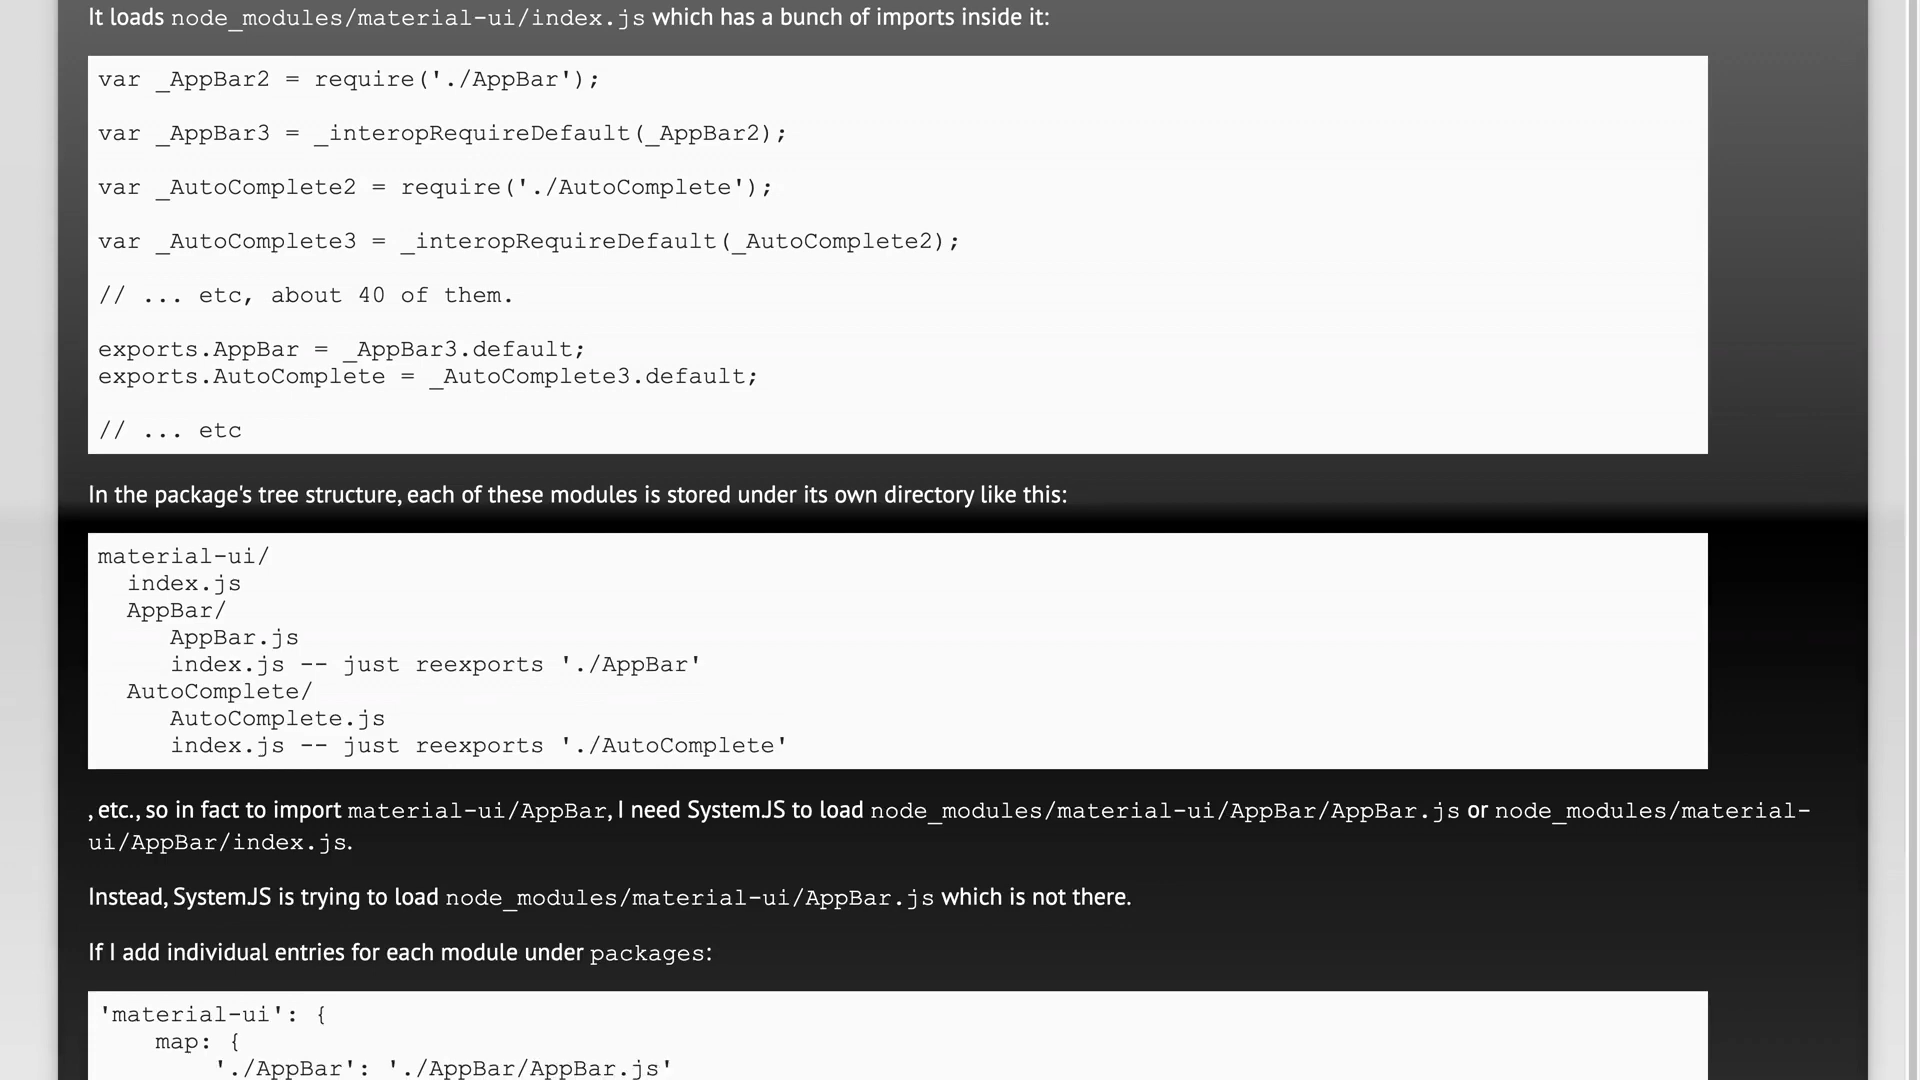 It loads node_modules/material-ui/index.js which has a bunch of imports inside it:
var _AppBar2 = require('./AppBar');
var _AppBar3 = _interopRequireDefault(_AppBar2);
var _AutoComplete2 = require('./AutoComplete');
var _AutoComplete3 = _interopRequireDefault(_AutoComplete2);
// ... etc, about 40 of them.
exports.AppBar = _AppBar3.default;
exports.AutoComplete = _AutoComplete3.default;
// ... etc
In the package's tree structure, each of these modules is stored under its own directory like this:
material-ui/
  index.js
  AppBar/
     AppBar.js
     index.js -- just reexports './AppBar'
  AutoComplete/
     AutoComplete.js
     index.js -- just reexports './AutoComplete'
, etc., so in fact to import material-ui/AppBar, I need SystemJS to load node_modules/material-ui/AppBar/AppBar.js or node_modules/material-
ui/AppBar/index.js.
Instead, SystemJS is trying to load node_modules/material-ui/AppBar.js which is not there.
If I add individual entries for each module under packages:
'material-ui': {
    map: {
        './AppBar': './AppBar/AppBar.js'